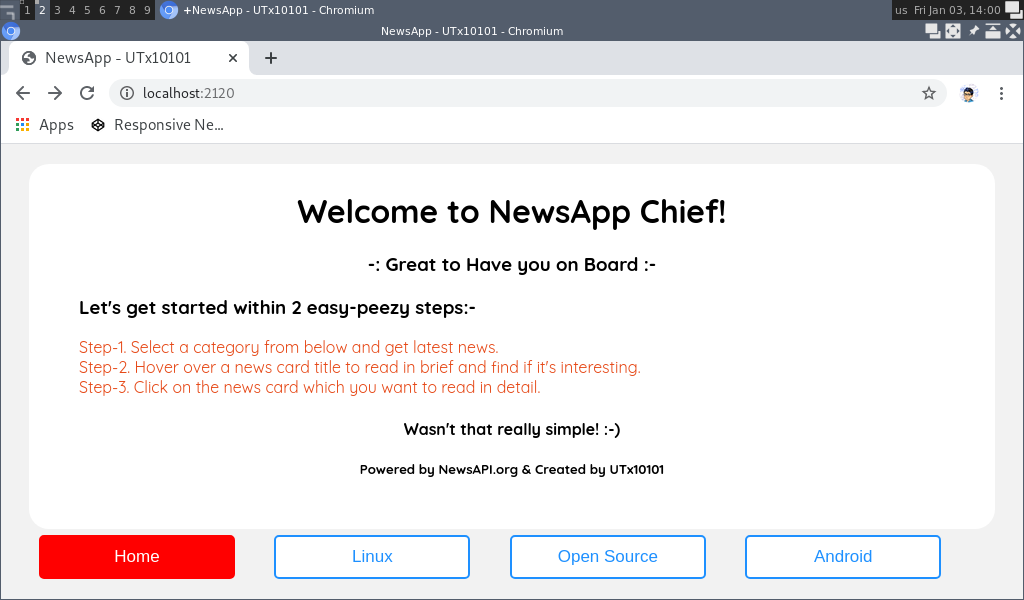 1 2 3 4 5 6 7 8 9 +NewsApp - UTx10101 - Chromium us Fri Jan 03, 14:00
NewsApp - UTx10101 - Chromium
NewsApp - UTx10101
localhost:2120
Apps Responsive Ne...
Welcome to NewsApp Chief!
-: Great to Have you on Board :-
Let's get started within 2 easy-peezy steps:-
Step-1. Select a category from below and get latest news.
Step-2. Hover over a news card title to read in brief and find if it's interesting.
Step-3. Click on the news card which you want to read in detail.
Wasn't that really simple! :-)
Powered by NewsAPI.org & Created by UTx10101
Home Linux Open Source Android